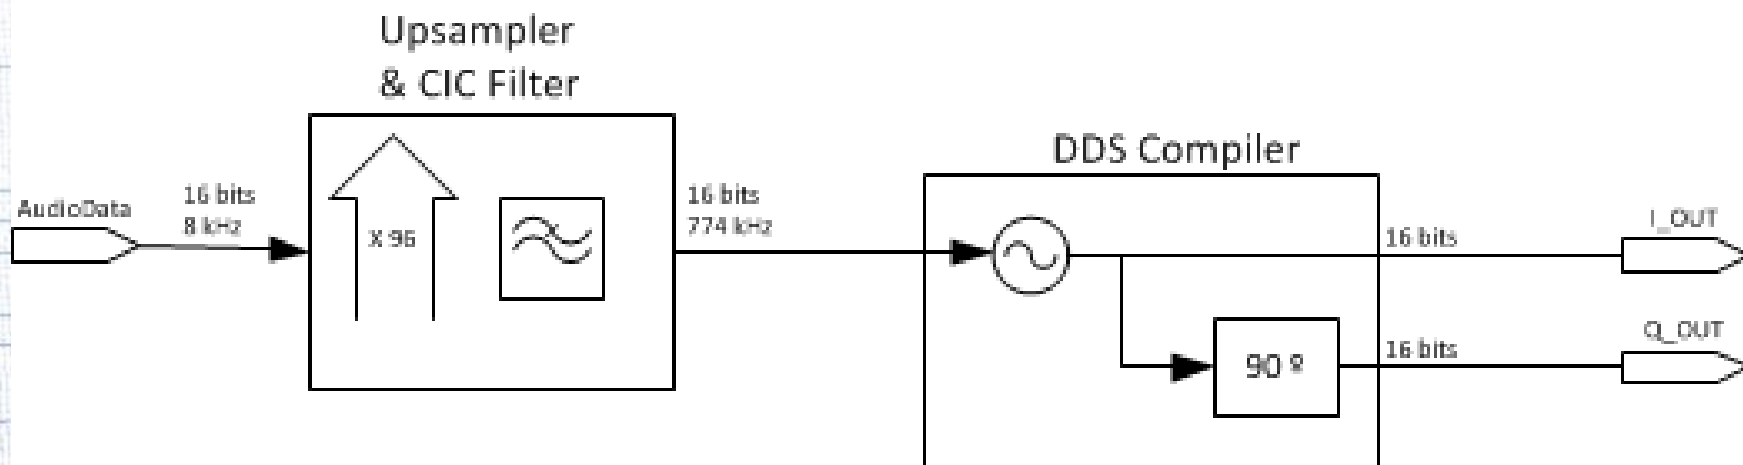 Upsampler
& CIC Filter
DDS Compiler
AudioData
16 bits
8 kHz
X 96
16 bits
774 kHz
16 bits
I_OUT
90 º
16 bits
Q_OUT